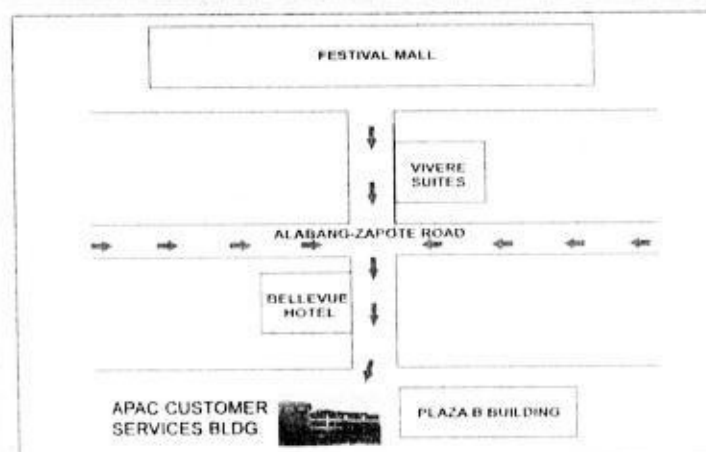 FESTIVAL MALL
VIVERE
SUITES
ALABANG-ZAPOTE ROAD
BELLEVUE
HOTEL
APAC CUSTOMER
SERVICES BLDG
PLAZA B BUILDING